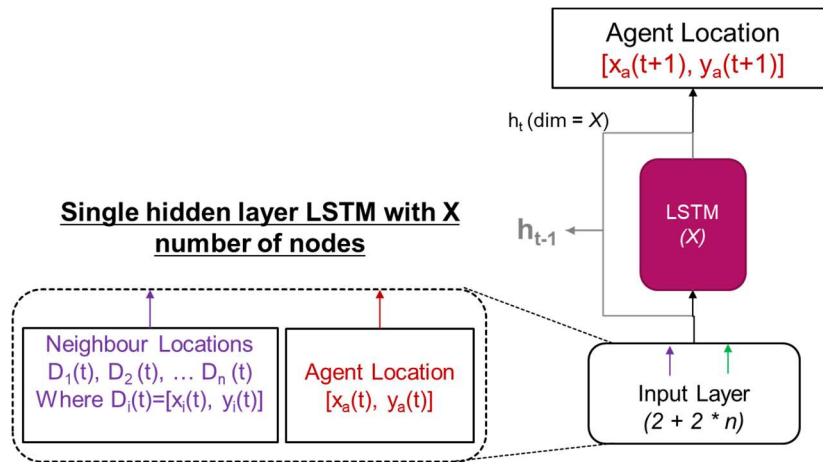 Agent Location
[xₐ(t+1), yₐ(t+1)]
hₜ (dim = X)
LSTM
(X)
hₜ₋₁
Single hidden layer LSTM with X
number of nodes
Neighbour Locations
D₁(t), D₂ (t), … Dₙ (t)
Where Dᵢ(t)=[xᵢ(t), yᵢ(t)]
Agent Location
[xₐ(t), yₐ(t)]
Input Layer
(2 + 2 * n)